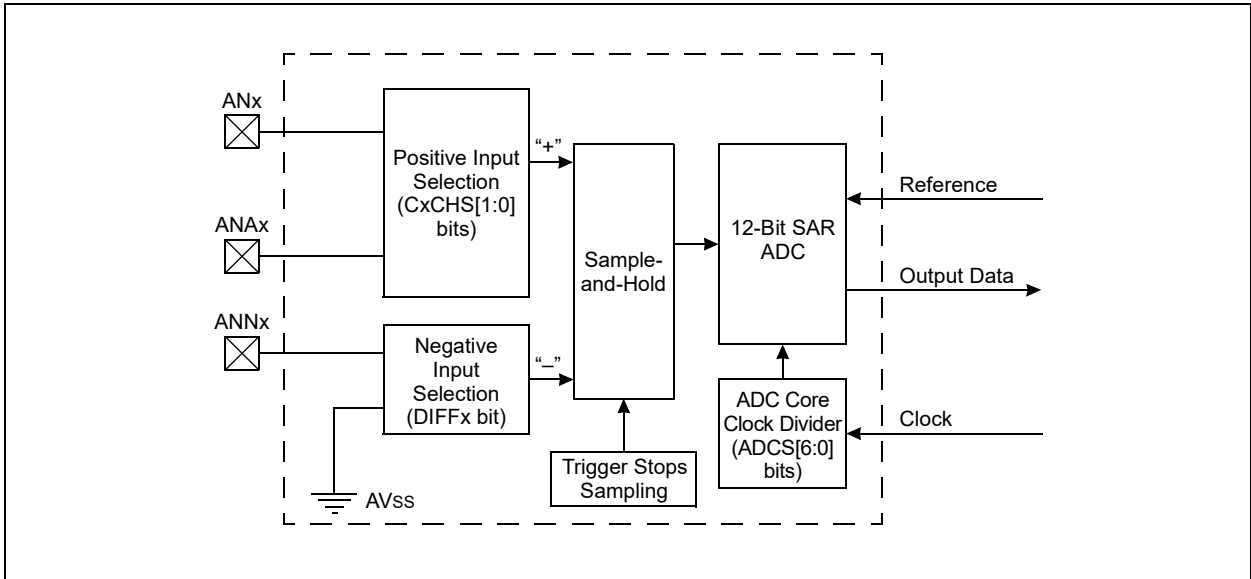 ANx
ANAx
ANNx
Positive Input
Selection
(CxCHS[1:0]
bits)
“+”
Negative
Input
Selection
(DIFFx bit)
“–”
AVSS
Sample-
and-Hold
Trigger Stops
Sampling
12-Bit SAR
ADC
ADC Core
Clock Divider
(ADCS[6:0]
bits)
Reference
Output Data
Clock